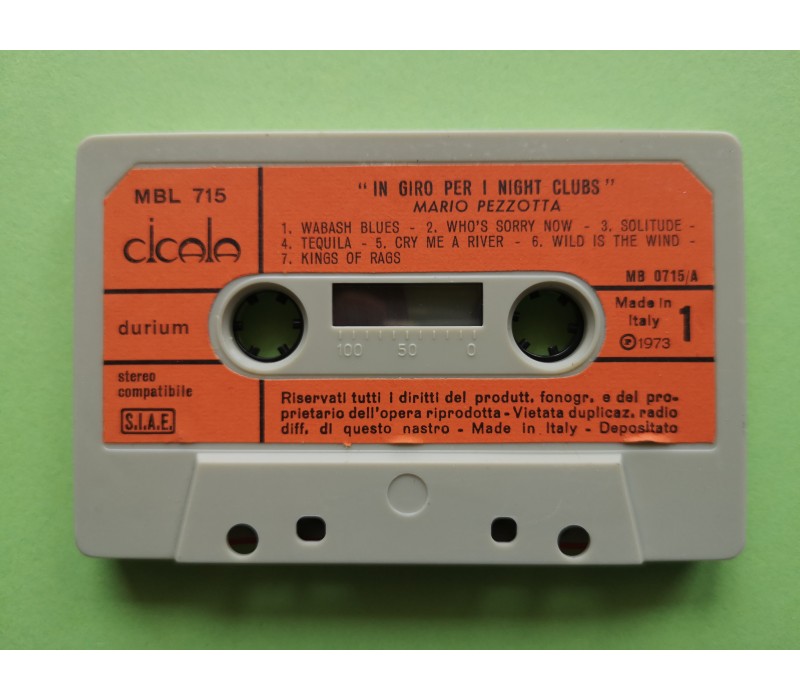 MBL 715
cicala
"IN GIRO PER I NIGHT CLUBS"
MARIO PEZZOTTA
1. WABASH BLUES - 2. WHO'S SORRY NOW - 3. SOLITUDE -
4. TEQUILA - 5. CRY ME A RIVER - 6. WILD IS THE WIND -
7. KINGS OF RAGS
MB 0715/A
durium
100 50 0
Made in
Italy
Ⓟ1973
1
stereo
compatibile
S.I.A.E.
Riservati tutti i diritti del produtt. fonogr. e del pro-
prietario dell'opera riprodotta - Vietata duplicaz. radio
diff. di questo nastro - Made in Italy - Depositato